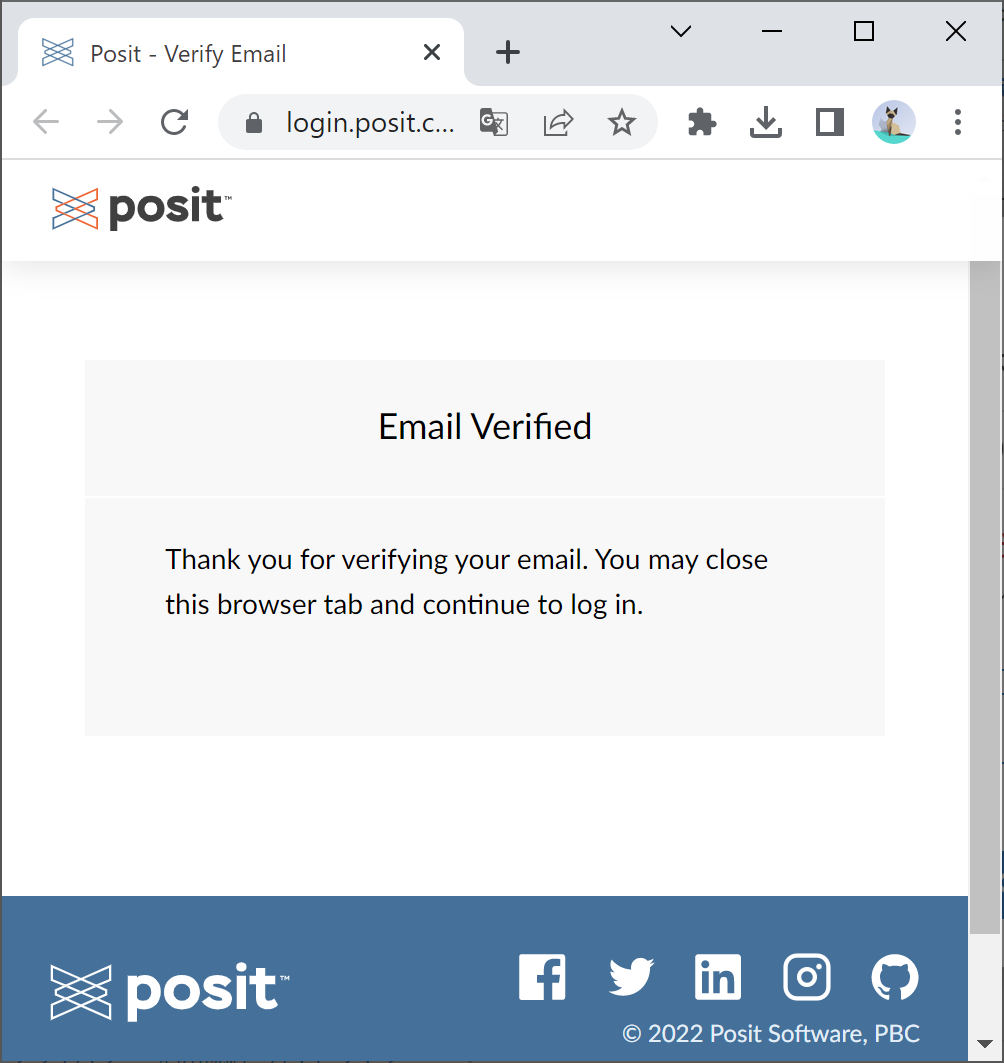 Posit - Verify Email
login.posit.c...
posit™
Email Verified
Thank you for verifying your email. You may close
this browser tab and continue to log in.
posit™
© 2022 Posit Software, PBC